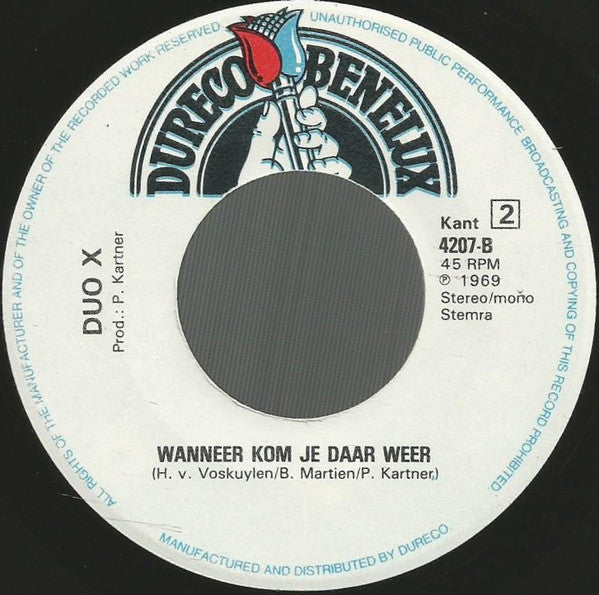 ALL RIGHTS OF THE MANUFACTURER AND OF THE OWNER OF THE RECORDED WORK RESERVED
UNAUTHORISED PUBLIC PERFORMANCE BROADCASTING AND COPYING OF THIS RECORD PROHIBITED.
DURECO BENELUX
Kant 2
4207-B
45 RPM
℗ 1969
Stereo/mono
Stemra
DUO X
Prod.: P. Kartner
WANNEER KOM JE DAAR WEER
(H. v. Voskuylen/B. Martien/P. Kartner)
MANUFACTURED AND DISTRIBUTED BY DURECO.